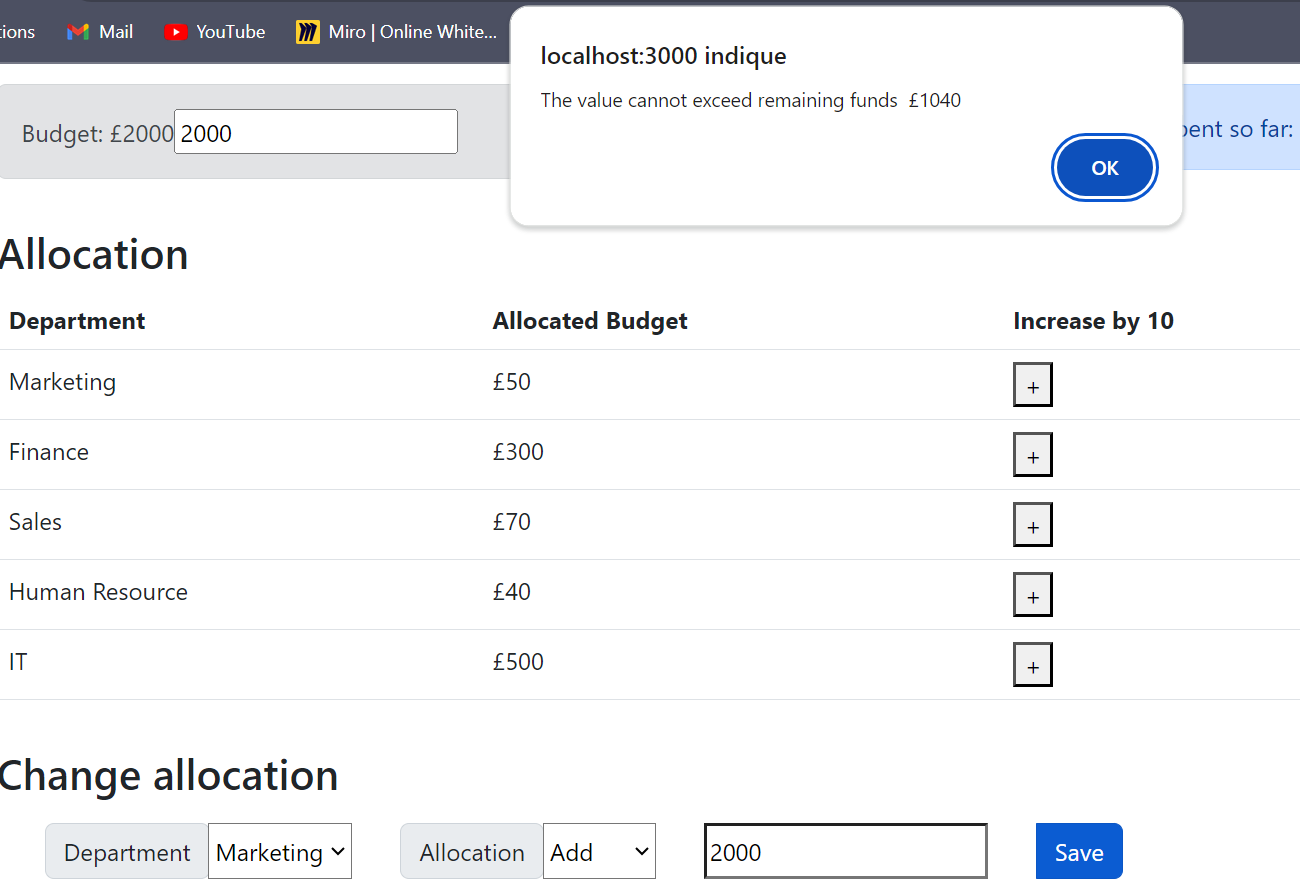 ions Mail YouTube Miro | Online White...
localhost:3000 indique
The value cannot exceed remaining funds £1040
OK
Budget: £2000 2000
pent so far:
Allocation
Department Allocated Budget Increase by 10
Marketing £50 +
Finance £300 +
Sales £70 +
Human Resource £40 +
IT £500 +
Change allocation
Department Marketing Allocation Add 2000 Save